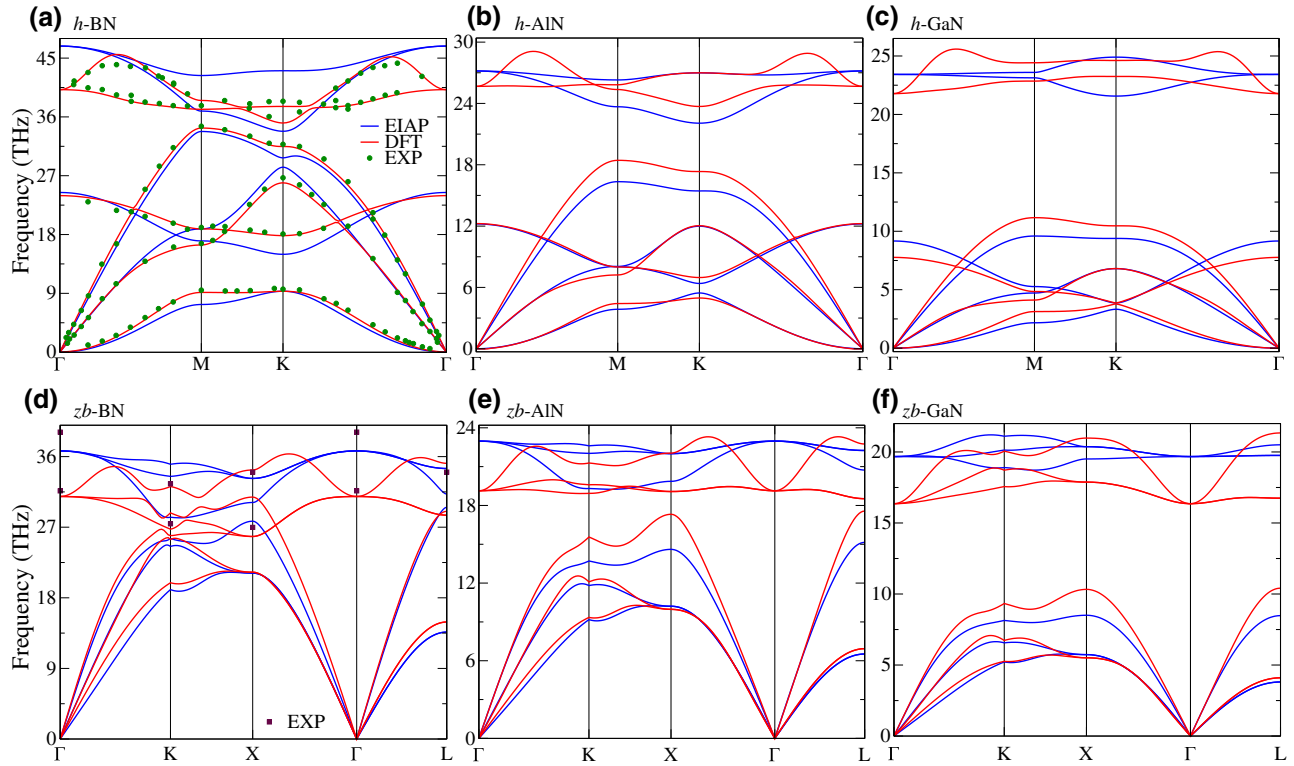 (a) h-BN
(b) h-AlN
(c) h-GaN
Frequency (THz)
45
36
27
18
9
0
EIAP
DFT
EXP
Γ M K Γ
30
24
18
12
6
0
Γ M K Γ
25
20
15
10
5
0
Γ M K Γ
(d) zb-BN
(e) zb-AlN
(f) zb-GaN
Frequency (THz)
36
27
18
9
0
EXP
Γ K X Γ L
24
18
12
6
0
Γ K X Γ L
20
15
10
5
0
Γ K X Γ L